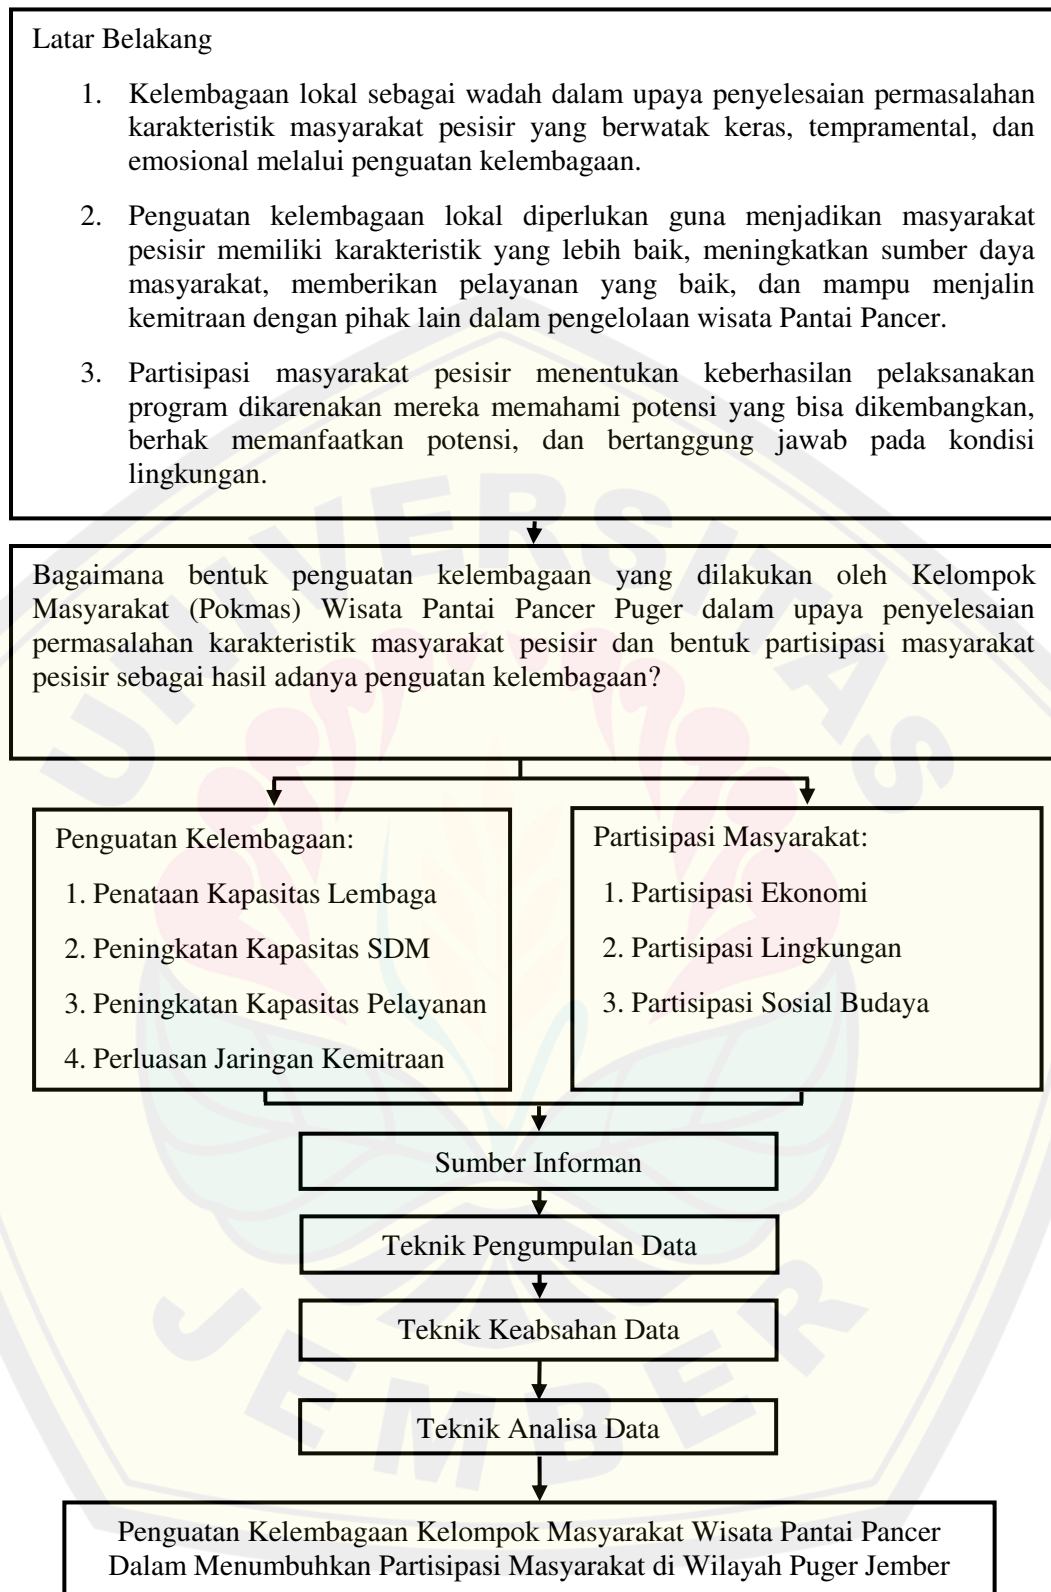 Latar Belakang
1. Kelembagaan lokal sebagai wadah dalam upaya penyelesaian permasalahan
karakteristik masyarakat pesisir yang berwatak keras, tempramental, dan
emosional melalui penguatan kelembagaan.
2. Penguatan kelembagaan lokal diperlukan guna menjadikan masyarakat
pesisir memiliki karakteristik yang lebih baik, meningkatkan sumber daya
masyarakat, memberikan pelayanan yang baik, dan mampu menjalin
kemitraan dengan pihak lain dalam pengelolaan wisata Pantai Pancer.
3. Partisipasi masyarakat pesisir menentukan keberhasilan pelaksanakan
program dikarenakan mereka memahami potensi yang bisa dikembangkan,
berhak memanfaatkan potensi, dan bertanggung jawab pada kondisi
lingkungan.
Bagaimana bentuk penguatan kelembagaan yang dilakukan oleh Kelompok
Masyarakat (Pokmas) Wisata Pantai Pancer Puger dalam upaya penyelesaian
permasalahan karakteristik masyarakat pesisir dan bentuk partisipasi masyarakat
pesisir sebagai hasil adanya penguatan kelembagaan?
Penguatan Kelembagaan:
1. Penataan Kapasitas Lembaga
2. Peningkatan Kapasitas SDM
3. Peningkatan Kapasitas Pelayanan
4. Perluasan Jaringan Kemitraan
Partisipasi Masyarakat:
1. Partisipasi Ekonomi
2. Partisipasi Lingkungan
3. Partisipasi Sosial Budaya
Sumber Informan
Teknik Pengumpulan Data
Teknik Keabsahan Data
Teknik Analisa Data
Penguatan Kelembagaan Kelompok Masyarakat Wisata Pantai Pancer
Dalam Menumbuhkan Partisipasi Masyarakat di Wilayah Puger Jember
UNIVERSITAS
JEMBER